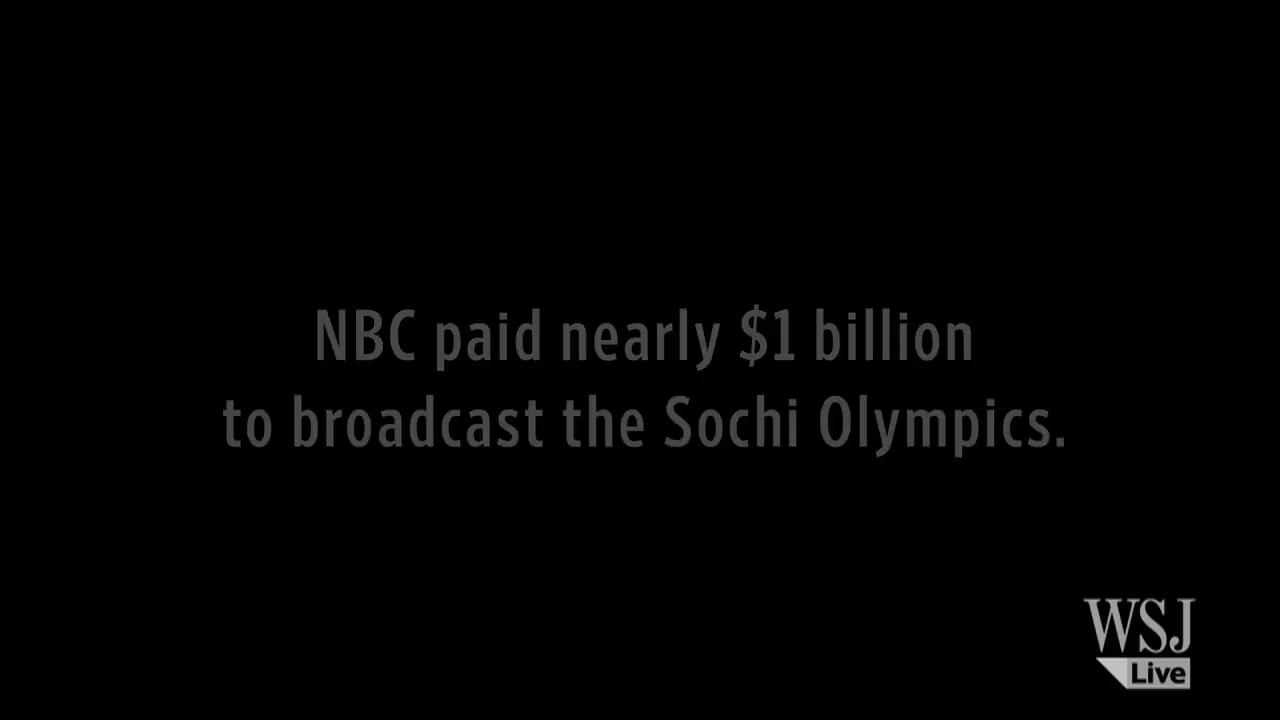 NBC paid nearly $1 billion
to broadcast the Sochi Olympics.
WSJ
Live